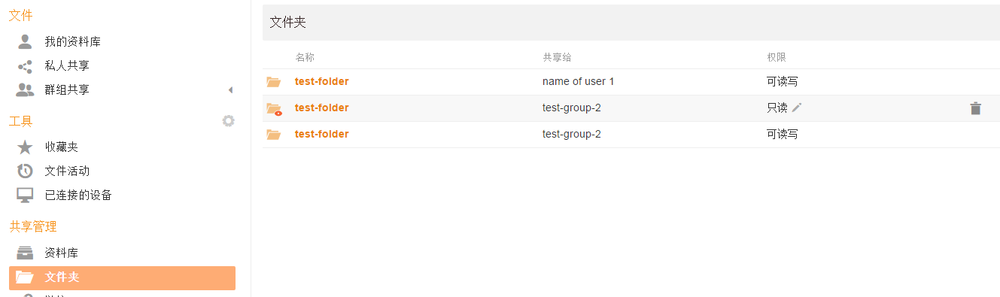 文件
我的资料库
私人共享
群组共享
工具
收藏夹
文件活动
已连接的设备
共享管理
资料库
文件夹
文件夹
名称 共享给 权限
test-folder name of user 1 可读写
test-folder test-group-2 只读
test-folder test-group-2 可读写